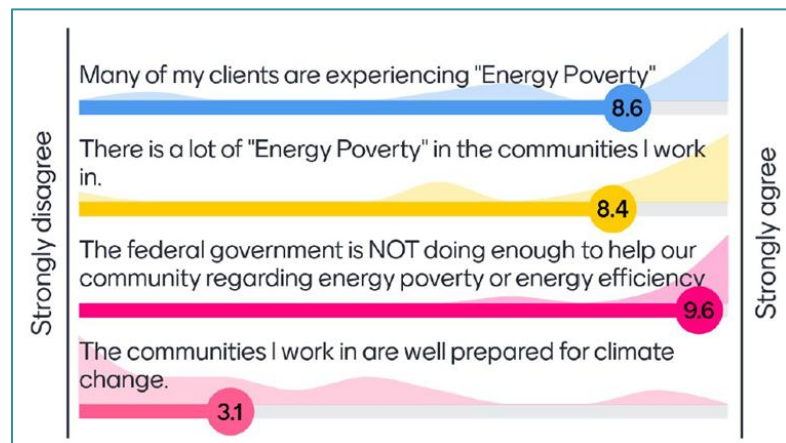 Many of my clients are experiencing "Energy Poverty"
8.6
There is a lot of "Energy Poverty" in the communities I work
in.
8.4
The federal government is NOT doing enough to help our
community regarding energy poverty or energy efficiency
9.6
The communities I work in are well prepared for climate
change.
3.1
Strongly disagree
Strongly agree